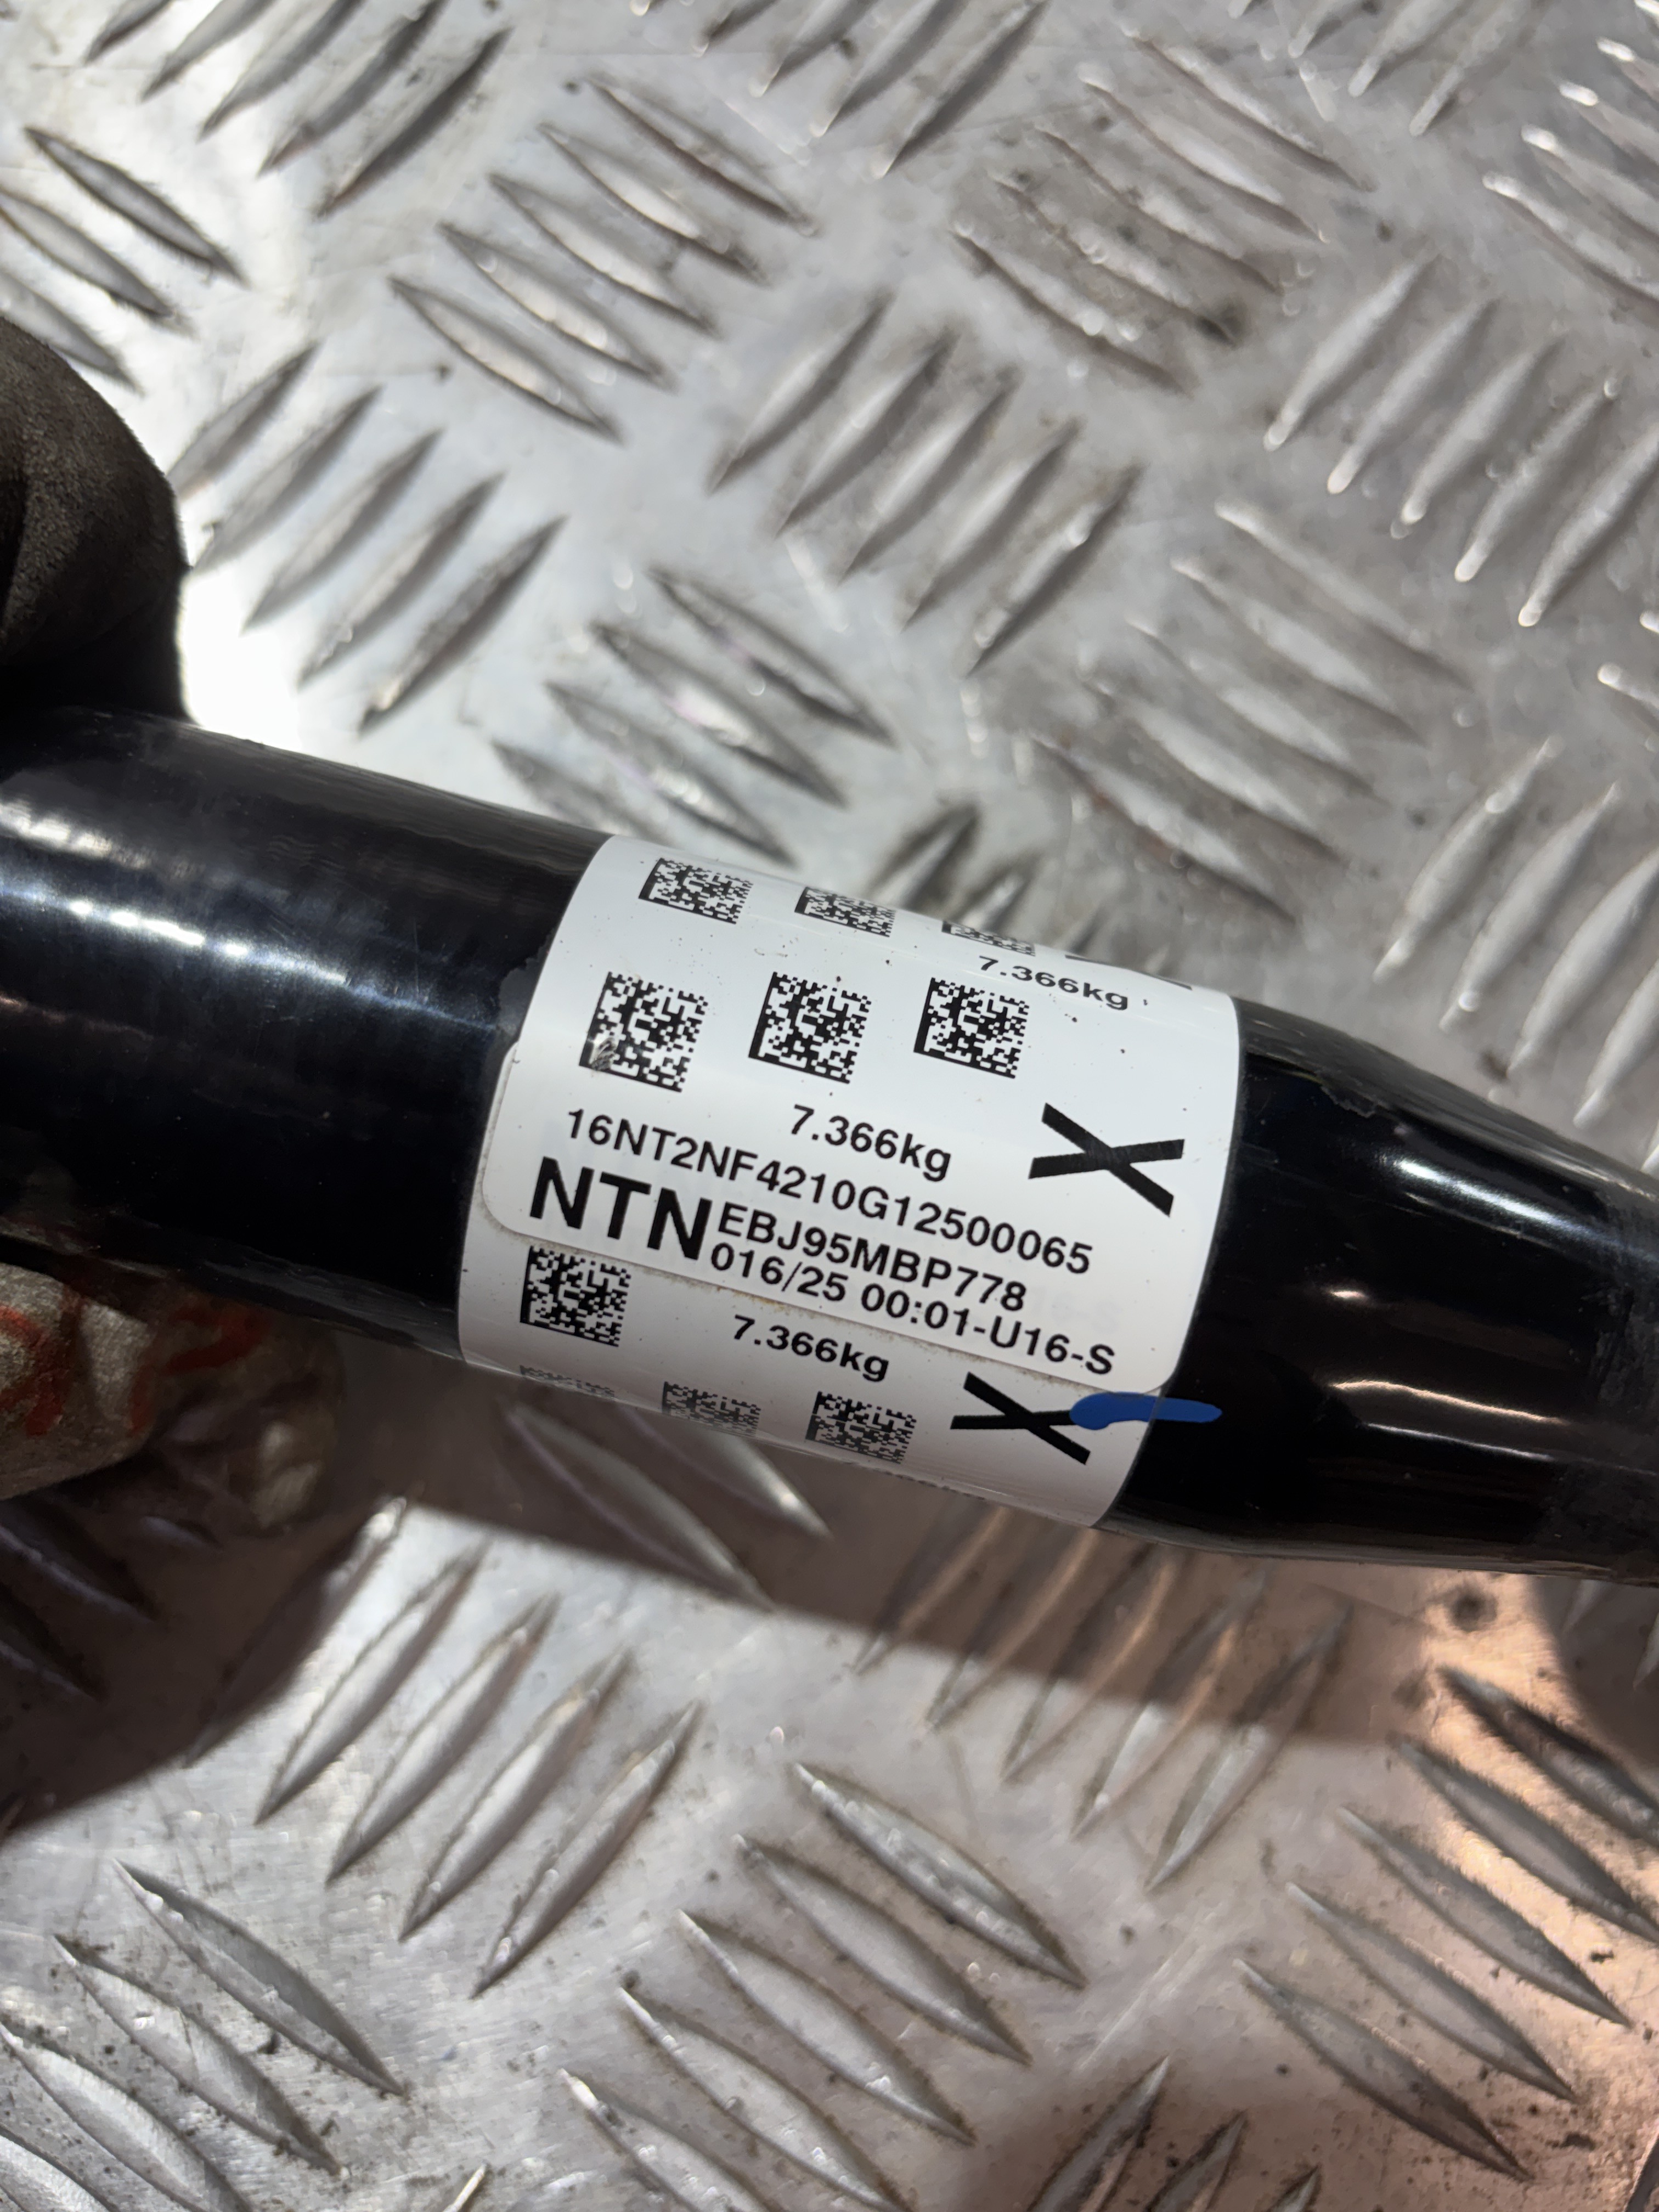 7.366kg
7.366kg
X
16NT2NF4210G12500065
NTN EBJ95MBP778
016/25 00:01-U16-S
7.366kg
X